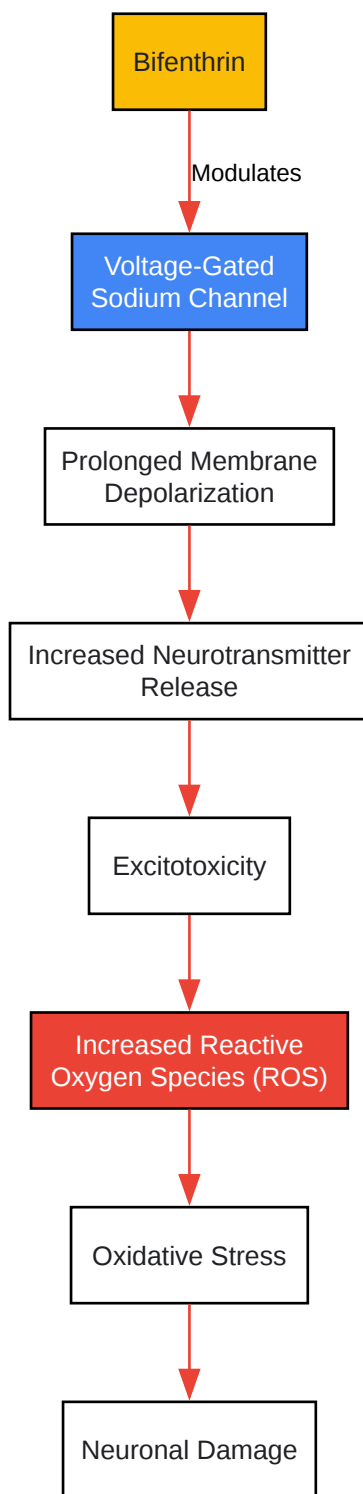 Bifenthrin
Modulates
Voltage-Gated
Sodium Channel
Prolonged Membrane
Depolarization
Increased Neurotransmitter
Release
Excitotoxicity
Increased Reactive
Oxygen Species (ROS)
Oxidative Stress
Neuronal Damage